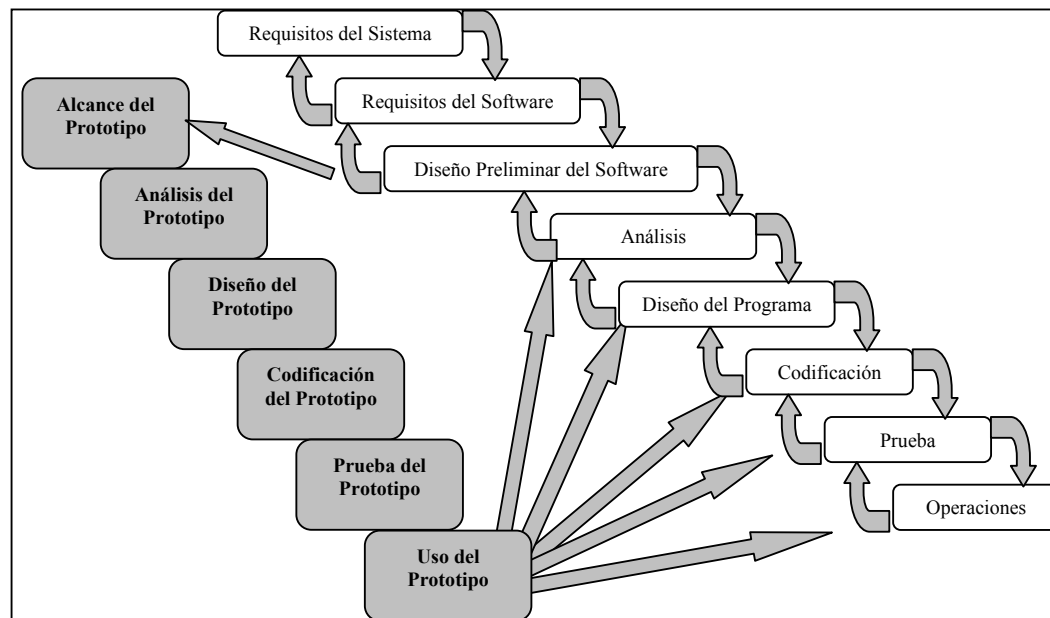 Requisitos del Sistema
Requisitos del Software
Diseño Preliminar del Software
Análisis
Diseño del Programa
Codificación
Prueba
Operaciones
Alcance del
Prototipo
Análisis del
Prototipo
Diseño del
Prototipo
Codificación
del Prototipo
Prueba del
Prototipo
Uso del
Prototipo